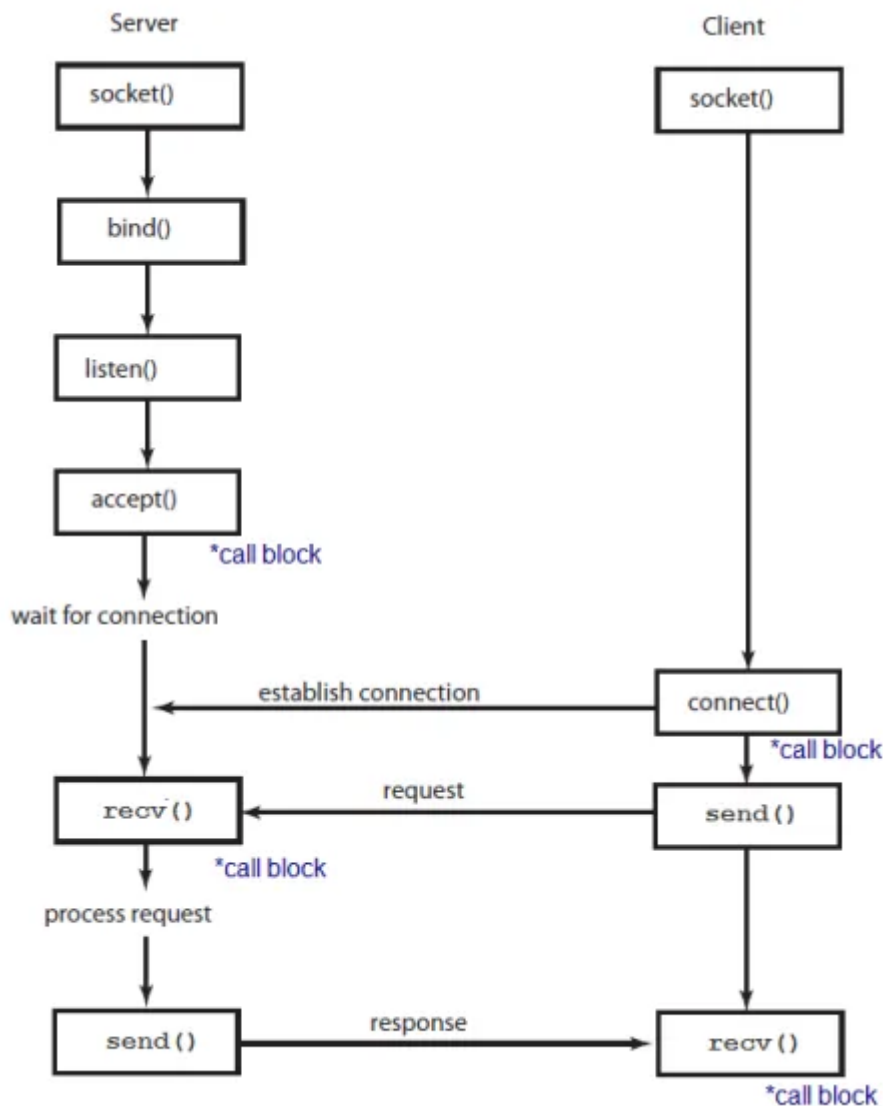 Server
Client
socket()
socket()
bind()
listen()
accept()
*call block
wait for connection
establish connection
connect()
*call block
recv()
request
send()
*call block
process request
send()
response
recv()
*call block